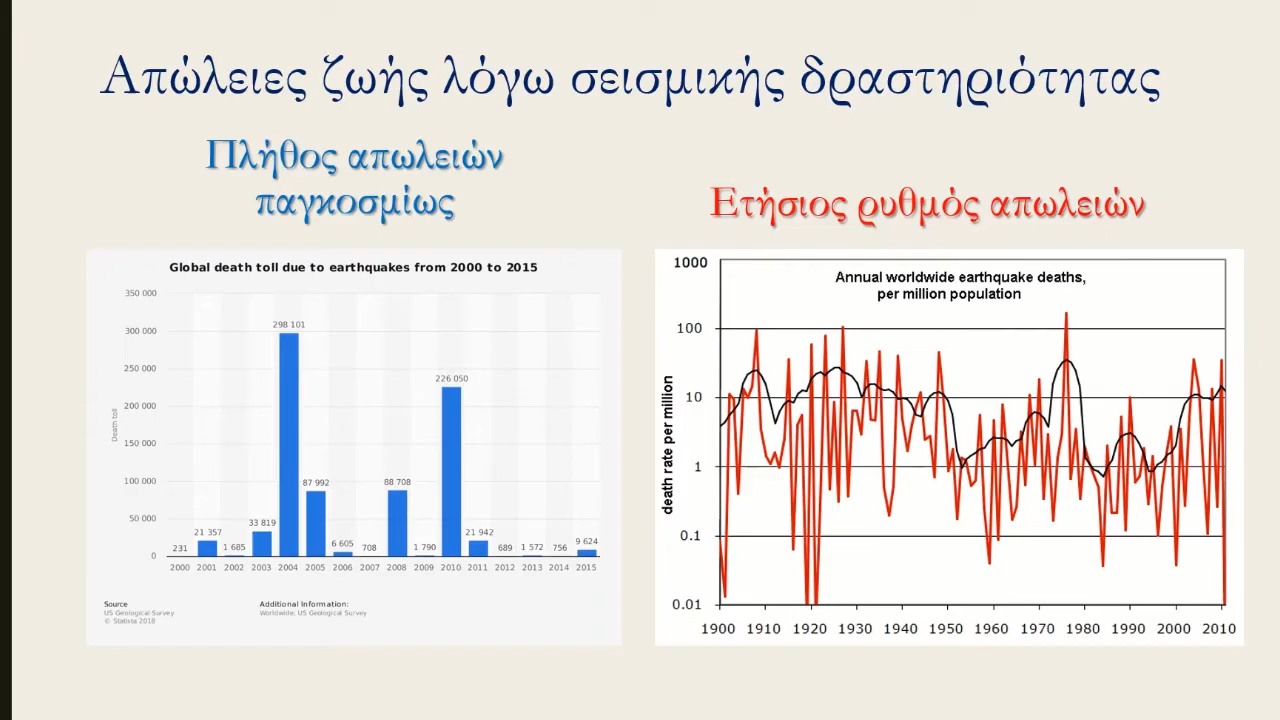 Απώλειες ζωής λόγω σεισμικής δραστηριότητας
Πλήθος απωλειών
παγκοσμίως
Ετήσιος ρυθμός απωλειών
Global death toll due to earthquakes from 2000 to 2015
Death toll
350 000
300 000
250 000
200 000
150 000
100 000
50 000
0
231
21 357
1 685
33 819
298 101
87 992
6 605
708
88 708
1 790
226 050
21 942
689
1 572
756
9 624
2000 2001 2002 2003 2004 2005 2006 2007 2008 2009 2010 2011 2012 2013 2014 2015
Source
US Geological Survey
© Statista 2018
Additional Information:
Worldwide; US Geological Survey
Annual worldwide earthquake deaths,
per million population
death rate per million
1000
100
10
1
0.1
0.01
1900 1910 1920 1930 1940 1950 1960 1970 1980 1990 2000 2010